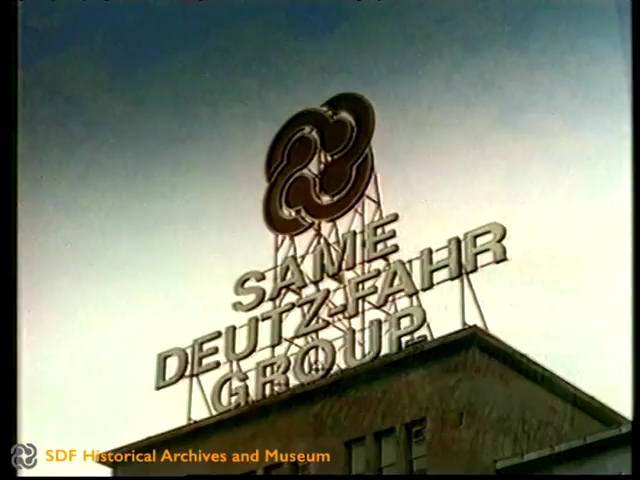 SAME
DEUTZ-FAHR
GROUP
SDF Historical Archives and Museum